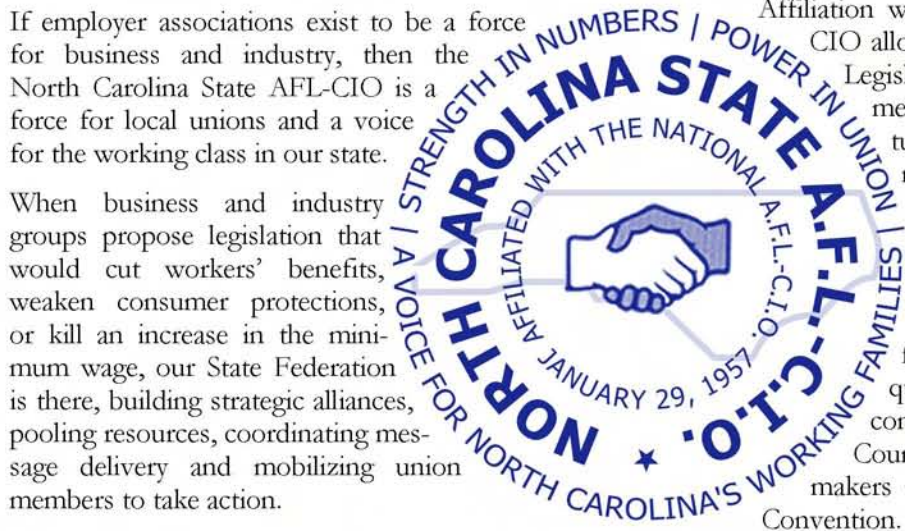 If employer associations exist to be a force
for business and industry, then the
North Carolina State AFL-CIO is a
force for local unions and a voice
for the working class in our state.
When business and industry
groups propose legislation that
would cut workers' benefits,
weaken consumer protections,
or kill an increase in the mini-
mum wage, our State Federation
is there, building strategic alliances,
pooling resources, coordinating mes-
sage delivery and mobilizing union
members to take action.
| STRENGTH IN NUMBERS | POWER IN UNION |
A VOICE FOR NORTH CAROLINA'S WORKING FAMILIES
NORTH CAROLINA STATE A.F.L.-C.I.O. ★
AFFILIATED WITH THE NATIONAL A.F.L.-C.I.O.
JANUARY 29, 1957
Affiliation
CIO
makers
Convention.